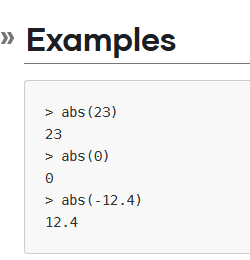 » Examples
> abs(23)
23
> abs(0)
0
> abs(-12.4)
12.4